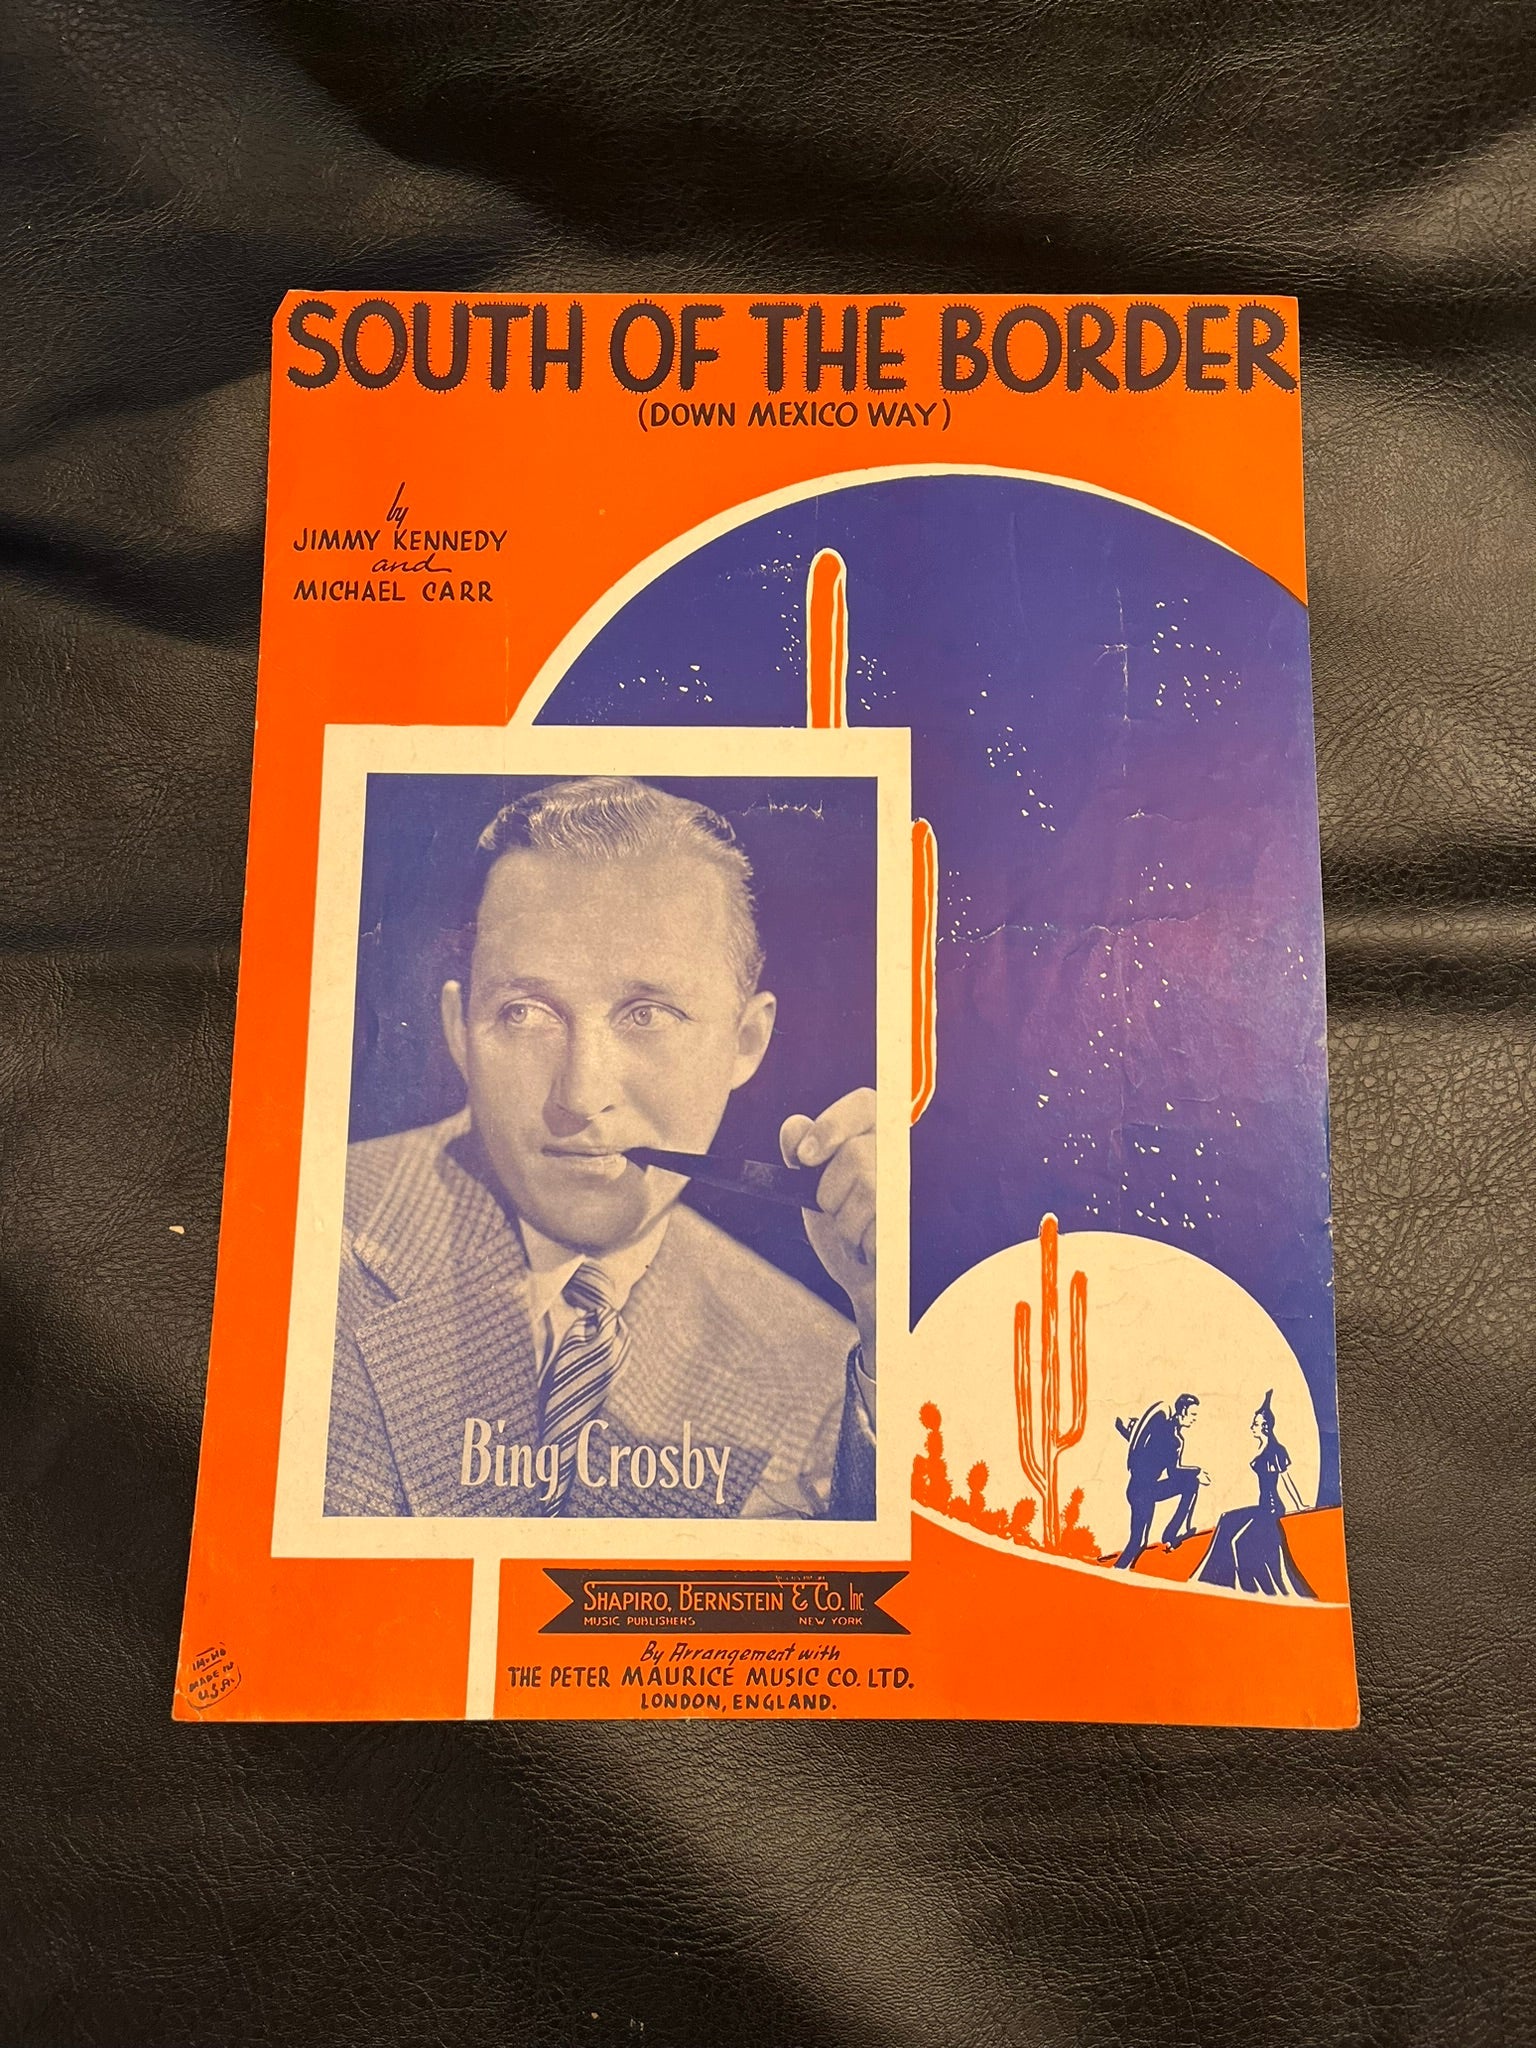 SOUTH OF THE BORDER
(DOWN MEXICO WAY)
by
JIMMY KENNEDY
and
MICHAEL CARR
Bing Crosby
SHAPIRO, BERNSTEIN & CO. Inc
MUSIC PUBLISHERS NEW YORK
By Arrangement with
THE PETER MAURICE MUSIC CO. LTD.
LONDON, ENGLAND.
MADE IN
U.S.A.